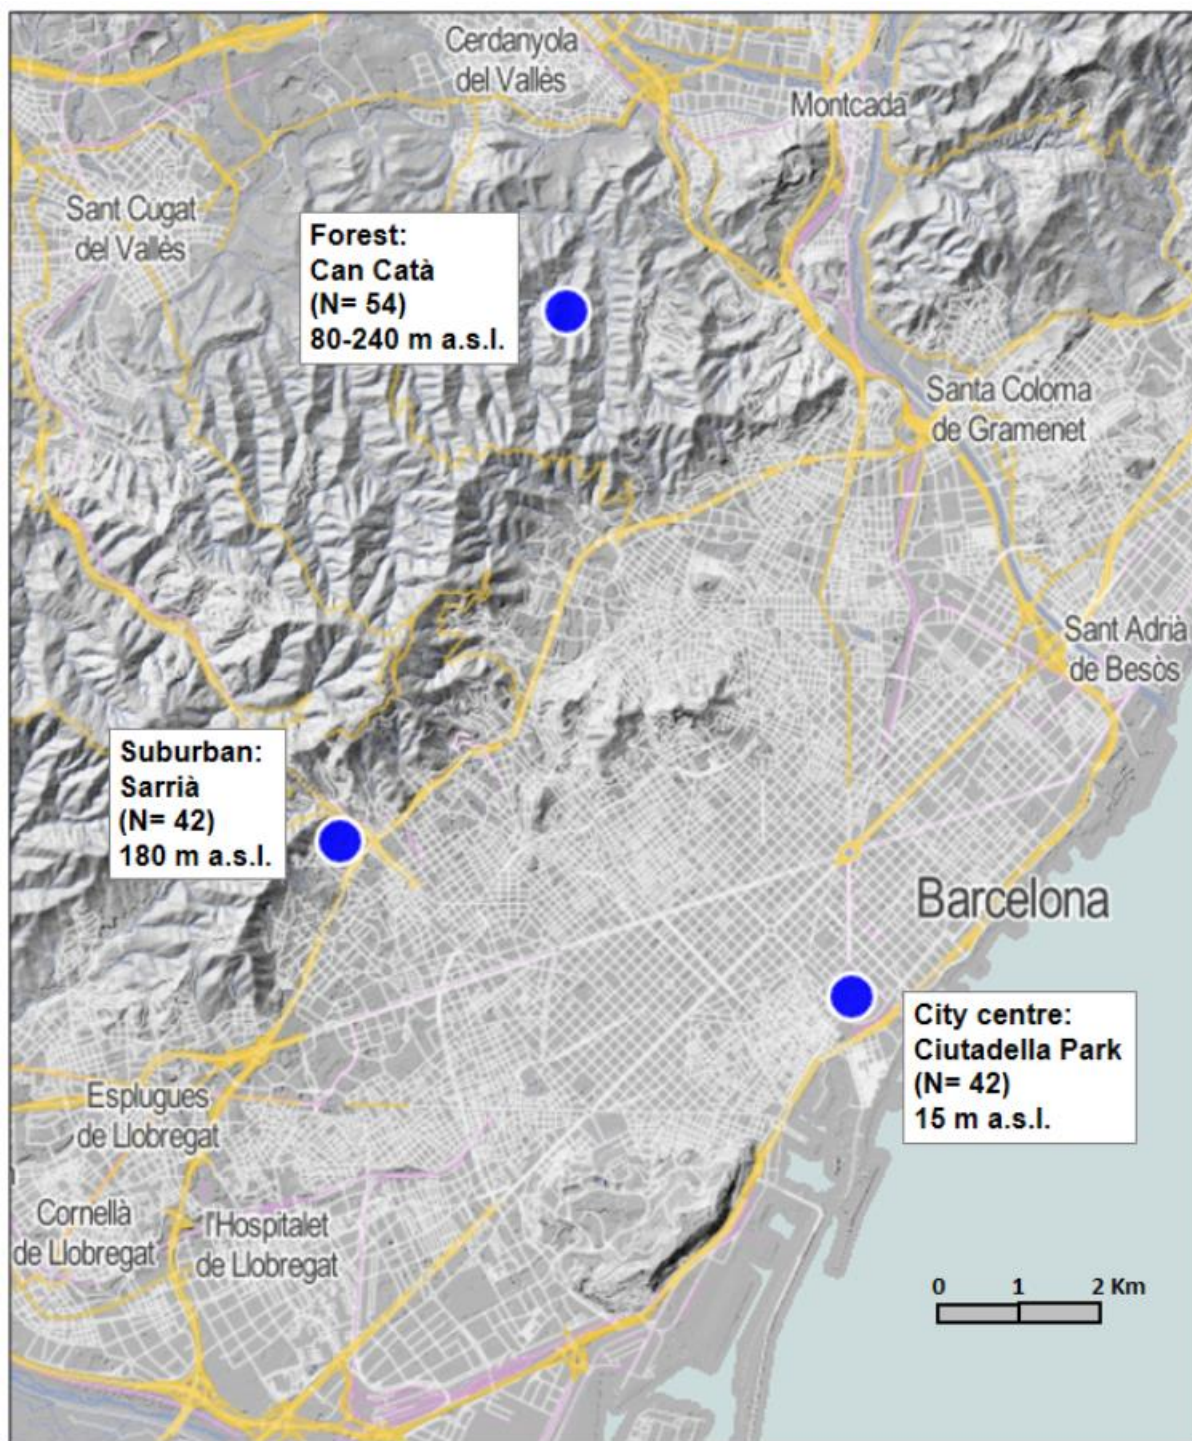 Cerdanyola
del Vallès
Montcada
Sant Cugat
del Vallès
Forest:
Can Catà
(N= 54)
80-240 m a.s.l.
Santa Coloma
de Gramenet
Sant Adrià
de Besòs
Suburban:
Sarrià
(N= 42)
180 m a.s.l.
Barcelona
City centre:
Ciutadella Park
(N= 42)
15 m a.s.l.
Esplugues
de Llobregat
Cornellà
de Llobregat
l'Hospitalet
de Llobregat
0 1 2 Km